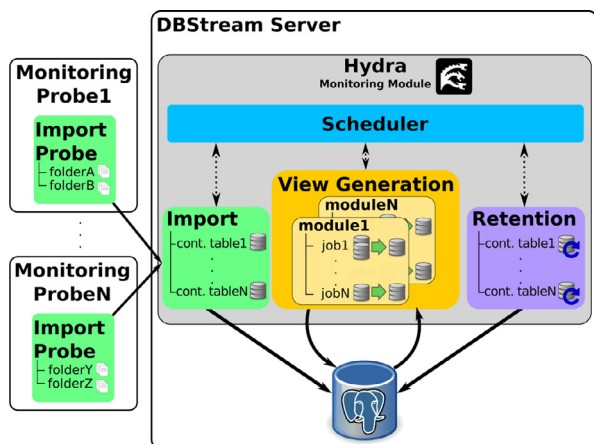 DBStream Server
Monitoring
Probe1
Import
Probe
folderA
folderB
Monitoring
ProbeN
Import
Probe
folderY
folderZ
Hydra
Monitoring Module
Scheduler
Import
cont. table1
cont. tableN
View Generation
moduleN
module1
job1
jobN
Retention
cont. table1
cont. tableN